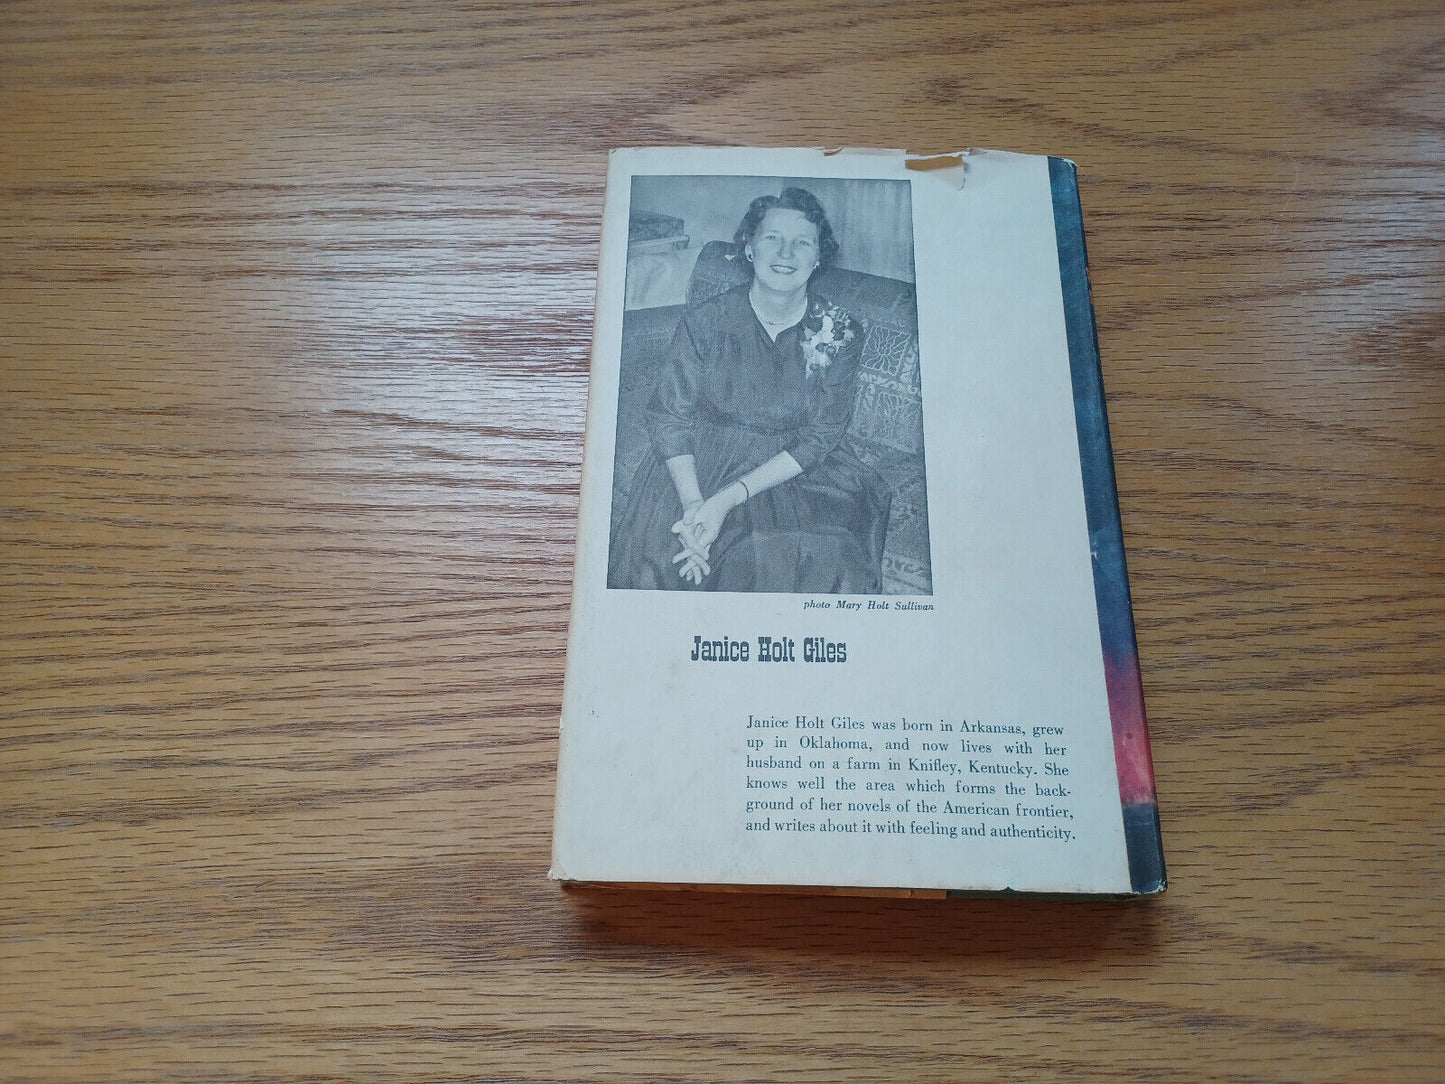 photo Mary Holt Sullivan
Janice Holt Giles
Janice Holt Giles was born in Arkansas, grew
up in Oklahoma, and now lives with her
husband on a farm in Knifley, Kentucky. She
knows well the area which forms the back-
ground of her novels of the American frontier,
and writes about it with feeling and authenticity.